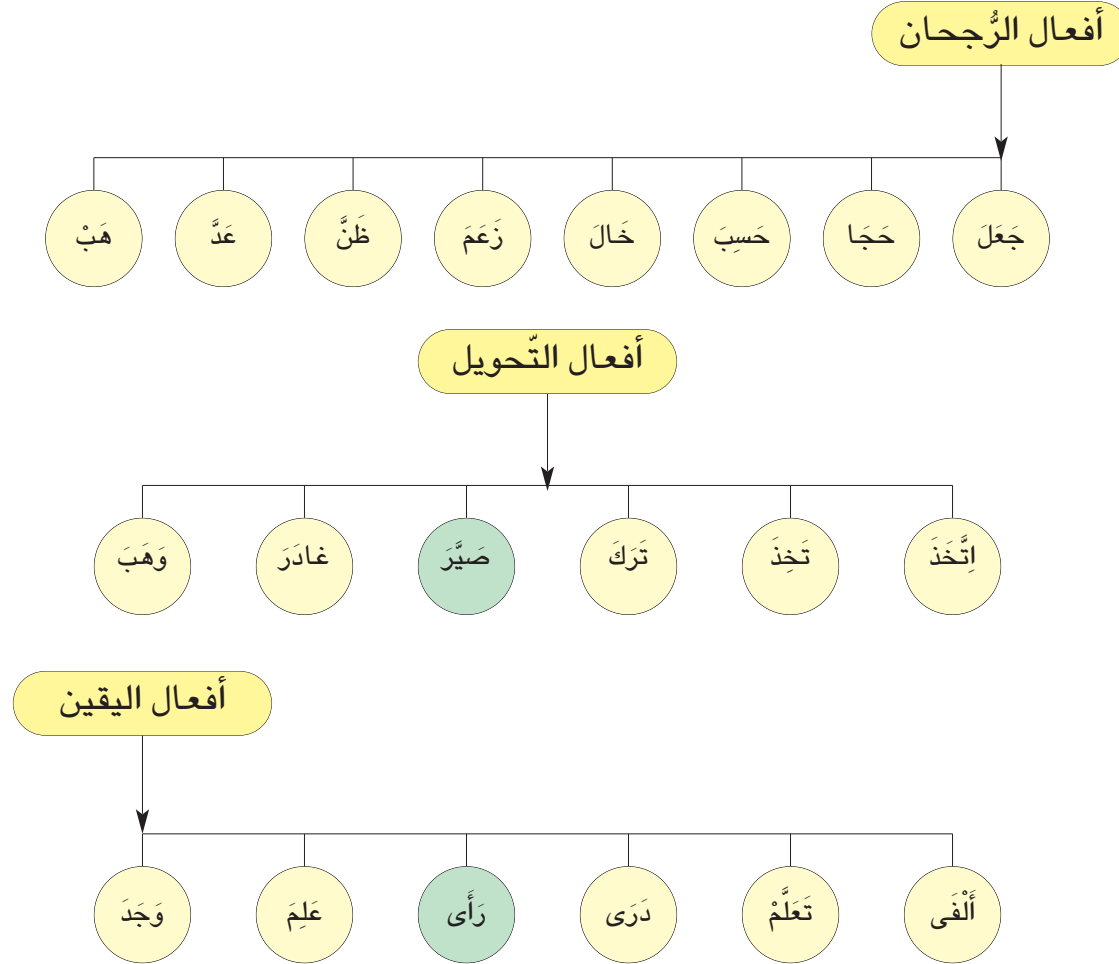 أفعال الرُّجحان
جَعَلَ حَجَا حَسِبَ خَالَ زَعَمَ ظَنَّ عَدَّ هَبْ
أفعال التّحويل
اِتَّخَذَ تَخِذَ تَرَكَ صَيَّرَ غادَرَ وَهَبَ
أفعال اليقين
أَلْفَى تَعَلَّمْ دَرَى رَأَى عَلِمَ وَجَدَ